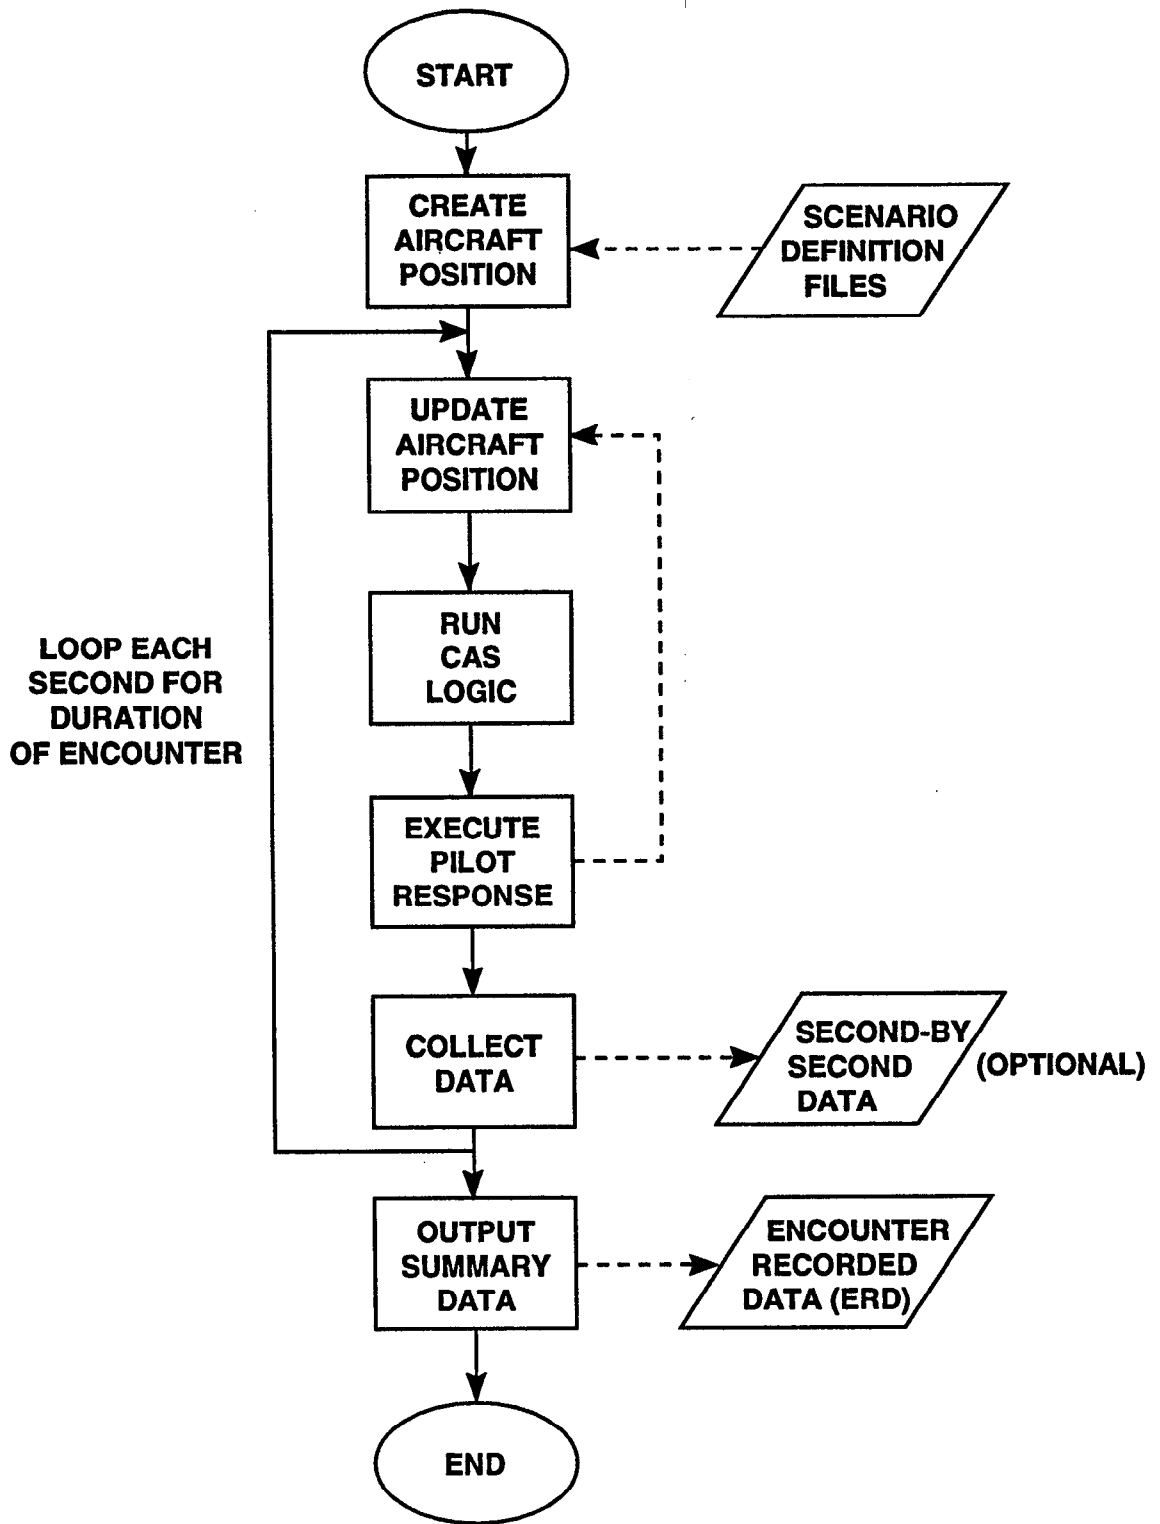 START
CREATE
AIRCRAFT
POSITION
SCENARIO
DEFINITION
FILES
UPDATE
AIRCRAFT
POSITION
RUN
CAS
LOGIC
LOOP EACH
SECOND FOR
DURATION
OF ENCOUNTER
EXECUTE
PILOT
RESPONSE
COLLECT
DATA
SECOND-BY
SECOND
DATA
(OPTIONAL)
OUTPUT
SUMMARY
DATA
ENCOUNTER
RECORDED
DATA (ERD)
END